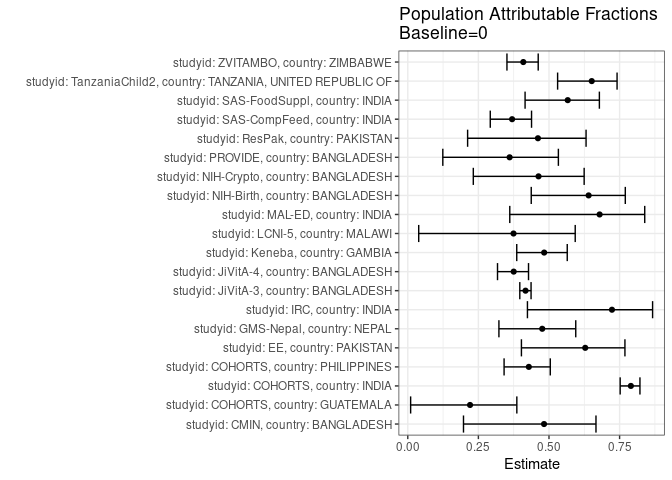 Population Attributable Fractions
Baseline=0
studyid: ZVITAMBO, country: ZIMBABWE
studyid: TanzaniaChild2, country: TANZANIA, UNITED REPUBLIC OF
studyid: SAS-FoodSuppl, country: INDIA
studyid: SAS-CompFeed, country: INDIA
studyid: ResPak, country: PAKISTAN
studyid: PROVIDE, country: BANGLADESH
studyid: NIH-Crypto, country: BANGLADESH
studyid: NIH-Birth, country: BANGLADESH
studyid: MAL-ED, country: INDIA
studyid: LCNI-5, country: MALAWI
studyid: Keneba, country: GAMBIA
studyid: JiVitA-4, country: BANGLADESH
studyid: JiVitA-3, country: BANGLADESH
studyid: IRC, country: INDIA
studyid: GMS-Nepal, country: NEPAL
studyid: EE, country: PAKISTAN
studyid: COHORTS, country: PHILIPPINES
studyid: COHORTS, country: INDIA
studyid: COHORTS, country: GUATEMALA
studyid: CMIN, country: BANGLADESH
0.00 0.25 0.50 0.75
Estimate